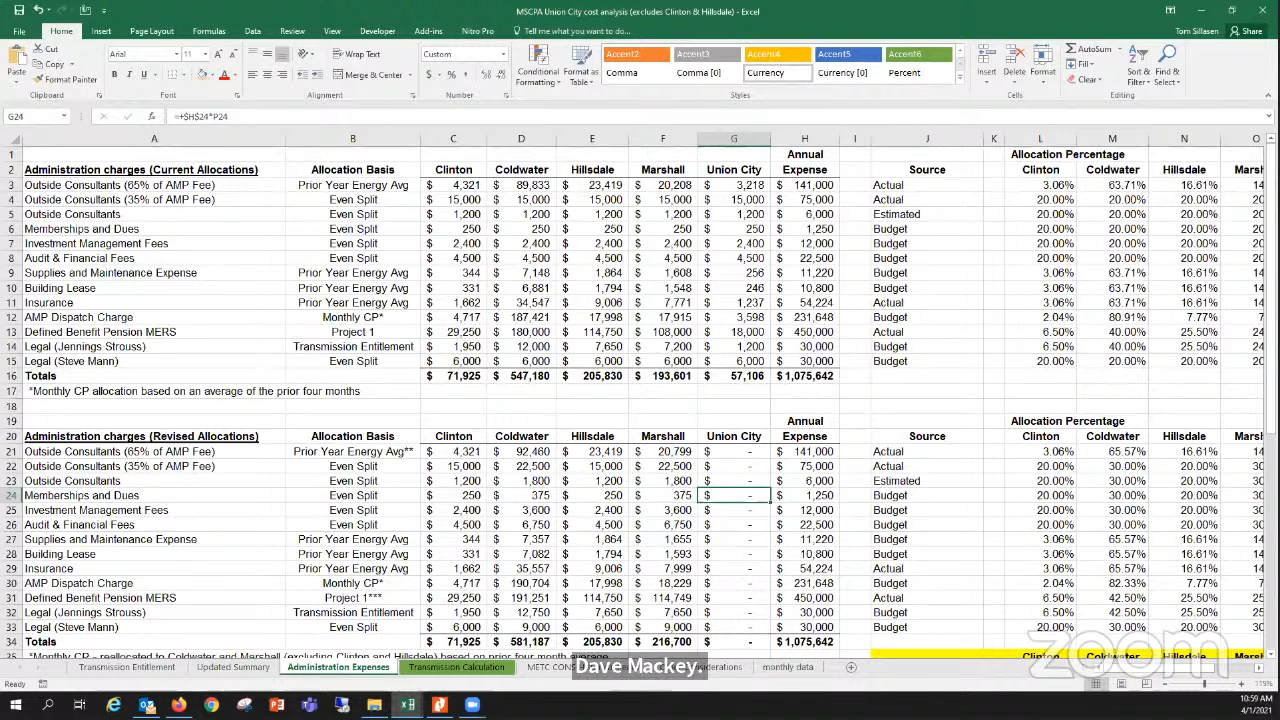 MSCPA Union City cost analysis (excludes Clinton & Hillsdale) - Excel
Tom Sillasen
Share
File Home Insert Page Layout Formulas Data Review View Add-ins Nitro Pro Tell me what you want to do
Cut
Copy
Format Painter
Paste
Clipboard
Arial 11
Font
Wrap Text
Merge & Center
Alignment
Custom
Number
Conditional Formatting
Format as Table
Accent2 Accent3 Accent4 Accent5 Accent6
Comma Comma [0] Currency Currency [0] Percent
Styles
Insert Delete Format
Cells
AutoSum
Fill
Clear
Sort & Filter
Find & Select
Editing
G24 fx =+$H$24*P24
A B C D E F G H I J K L M N O
1 Annual Allocation Percentage
2 Administration charges (Current Allocations) Allocation Basis Clinton Coldwater Hillsdale Marshall Union City Expense Source Clinton Coldwater Hillsdale Marsh
3 Outside Consultants (65% of AMP Fee) Prior Year Energy Avg $ 4,321 $ 89,833 $ 23,419 $ 20,208 $ 3,218 $ 141,000 Actual 3.06% 63.71% 16.61% 14
4 Outside Consultants (35% of AMP Fee) Even Split $ 15,000 $ 15,000 $ 15,000 $ 15,000 $ 15,000 $ 75,000 Actual 20.00% 20.00% 20.00% 20
5 Outside Consultants Even Split $ 1,200 $ 1,200 $ 1,200 $ 1,200 $ 1,200 $ 6,000 Estimated 20.00% 20.00% 20.00% 20
6 Memberships and Dues Even Split $ 250 $ 250 $ 250 $ 250 $ 250 $ 1,250 Budget 20.00% 20.00% 20.00% 20
7 Investment Management Fees Even Split $ 2,400 $ 2,400 $ 2,400 $ 2,400 $ 2,400 $ 12,000 Budget 20.00% 20.00% 20.00% 20
8 Audit & Financial Fees Even Split $ 4,500 $ 4,500 $ 4,500 $ 4,500 $ 4,500 $ 22,500 Budget 20.00% 20.00% 20.00% 20
9 Supplies and Maintenance Expense Prior Year Energy Avg $ 344 $ 7,148 $ 1,864 $ 1,608 $ 256 $ 11,220 Budget 3.06% 63.71% 16.61% 14
10 Building Lease Prior Year Energy Avg $ 331 $ 6,881 $ 1,794 $ 1,548 $ 246 $ 10,800 Budget 3.06% 63.71% 16.61% 14
11 Insurance Prior Year Energy Avg $ 1,662 $ 34,547 $ 9,006 $ 7,771 $ 1,237 $ 54,224 Actual 3.06% 63.71% 16.61% 14
12 AMP Dispatch Charge Monthly CP* $ 4,717 $ 187,421 $ 17,998 $ 17,915 $ 3,598 $ 231,648 Budget 2.04% 80.91% 7.77% 7
13 Defined Benefit Pension MERS Project 1 $ 29,250 $ 180,000 $ 114,750 $ 108,000 $ 18,000 $ 450,000 Actual 6.50% 40.00% 25.50% 24
14 Legal (Jennings Strouss) Transmission Entitlement $ 1,950 $ 12,000 $ 7,650 $ 7,200 $ 1,200 $ 30,000 Budget 6.50% 40.00% 25.50% 24
15 Legal (Steve Mann) Even Split $ 6,000 $ 6,000 $ 6,000 $ 6,000 $ 6,000 $ 30,000 Budget 20.00% 20.00% 20.00% 20
16 Totals $ 71,925 $ 547,180 $ 205,830 $ 193,601 $ 57,106 $ 1,075,642
17 *Monthly CP allocation based on an average of the prior four months
18
19 Annual Allocation Percentage
20 Administration charges (Revised Allocations) Allocation Basis Clinton Coldwater Hillsdale Marshall Union City Expense Source Clinton Coldwater Hillsdale Marsh
21 Outside Consultants (65% of AMP Fee) Prior Year Energy Avg** $ 4,321 $ 92,460 $ 23,419 $ 20,799 $ - $ 141,000 Actual 3.06% 65.57% 16.61% 14
22 Outside Consultants (35% of AMP Fee) Even Split $ 15,000 $ 22,500 $ 15,000 $ 22,500 $ - $ 75,000 Actual 20.00% 30.00% 20.00% 30
23 Outside Consultants Even Split $ 1,200 $ 1,800 $ 1,200 $ 1,800 $ - $ 6,000 Estimated 20.00% 30.00% 20.00% 30
24 Memberships and Dues Even Split $ 250 $ 375 $ 250 $ 375 $ - $ 1,250 Budget 20.00% 30.00% 20.00% 30
25 Investment Management Fees Even Split $ 2,400 $ 3,600 $ 2,400 $ 3,600 $ - $ 12,000 Budget 20.00% 30.00% 20.00% 30
26 Audit & Financial Fees Even Split $ 4,500 $ 6,750 $ 4,500 $ 6,750 $ - $ 22,500 Budget 20.00% 30.00% 20.00% 30
27 Supplies and Maintenance Expense Prior Year Energy Avg $ 344 $ 7,357 $ 1,864 $ 1,655 $ - $ 11,220 Budget 3.06% 65.57% 16.61% 14
28 Building Lease Prior Year Energy Avg $ 331 $ 7,082 $ 1,794 $ 1,593 $ - $ 10,800 Budget 3.06% 65.57% 16.61% 14
29 Insurance Prior Year Energy Avg $ 1,662 $ 35,557 $ 9,006 $ 7,999 $ - $ 54,224 Actual 3.06% 65.57% 16.61% 14
30 AMP Dispatch Charge Monthly CP* $ 4,717 $ 190,704 $ 17,998 $ 18,229 $ - $ 231,648 Budget 2.04% 82.33% 7.77% 7
31 Defined Benefit Pension MERS Project 1*** $ 29,250 $ 191,251 $ 114,750 $ 114,749 $ - $ 450,000 Actual 6.50% 42.50% 25.50% 25
32 Legal (Jennings Strouss) Transmission Entitlement $ 1,950 $ 12,750 $ 7,650 $ 7,650 $ - $ 30,000 Budget 6.50% 42.50% 25.50% 25
33 Legal (Steve Mann) Even Split $ 6,000 $ 9,000 $ 6,000 $ 9,000 $ - $ 30,000 Budget 20.00% 30.00% 20.00% 30
34 Totals $ 71,925 $ 581,187 $ 205,830 $ 216,700 $ - $ 1,075,642
35 *Monthly CP - reallocated to Coldwater and Marshall (excluding Clinton and Hillsdale) based on prior four month average Clinton Coldwater Hillsdale
Transmission Entitlement Updated Summary Administration Expenses Transmission Calculation METC CONS siderations monthly data
Dave Mackey.
zoom
Ready 115%
10:59 AM
4/1/2021